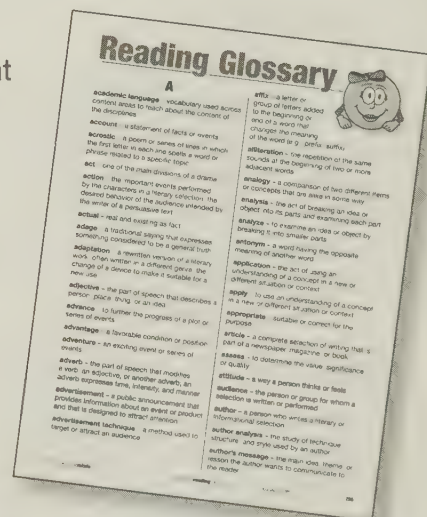 nt
Reading Glossary
A
academic language - vocabulary used across
content areas to teach about the content of
the disciplines
account - a statement of facts or events
acrostic - a poem or series of lines in which
the first letter in each line spells a word or
phrase related to a specific topic
act - one of the main divisions of a drama
action - the important events performed
by the characters in a literary selection, the
desired behavior of the audience intended by
the writer of a persuasive text
actual - real and existing as fact
adage - a traditional saying that expresses
something considered to be a general truth
adaptation - a rewritten version of a literary
work, often written in a different genre, the
change of a device to make it suitable for a
new use
adjective - the part of speech that describes a
person, place, thing, or an idea
advance - to further the progress of a plot or
series of events
advantage - a favorable condition or position
adventure - an exciting event or series of
events
adverb - the part of speech that modifies
a verb, an adjective, or another adverb, an
adverb expresses time, intensity, and manner
advertisement - a public announcement that
provides information about an event or product
and that is designed to attract attention
advertisement technique - a method used to
target or attract an audience
affix - a letter or
group of letters added
to the beginning or
end of a word that
changes the meaning
of the word (e.g., prefix, suffix)
alliteration - the repetition of the same
sounds at the beginning of two or more
adjacent words
analogy - a comparison of two different items
or concepts that are alike in some way
analysis - the act of breaking an idea or
object into its parts and examining each part
analyze - to examine an idea or object by
breaking it into smaller parts
antonym - a word having the opposite
meaning of another word
application - the act of using an
understanding of a concept in a new or
different situation or context
apply - to use an understanding of a concept
in a new or different situation or context
appropriate - suitable or correct for the
purpose
article - a complete selection of writing that is
part of a newspaper, magazine, or book
assess - to determine the value, significance
or quality
attitude - a way a person thinks or feels
audience - the person or group for whom a
selection is written or performed
author - a person who writes a literary or
informational selection
author analysis - the study of technique
structure, and style used by an author
author's message - the main idea, theme, or
lesson the author wants to communicate to
the reader